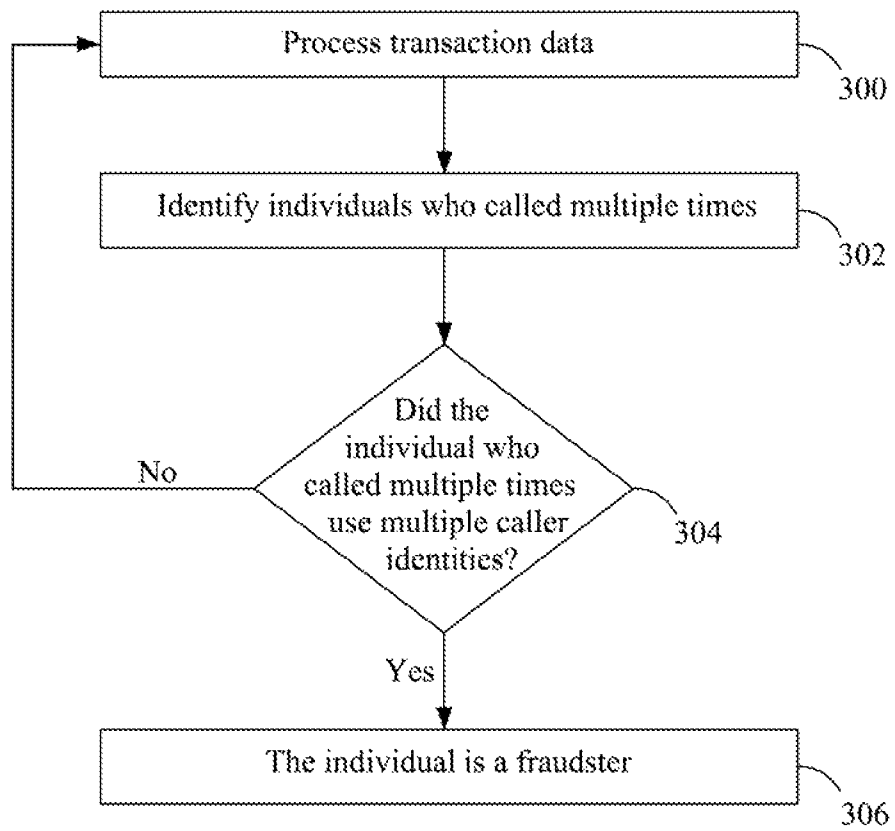 Process transaction data
300
Identify individuals who called multiple times
302
Did the
individual who
called multiple times
use multiple caller
identities?
304
No
Yes
The individual is a fraudster
306